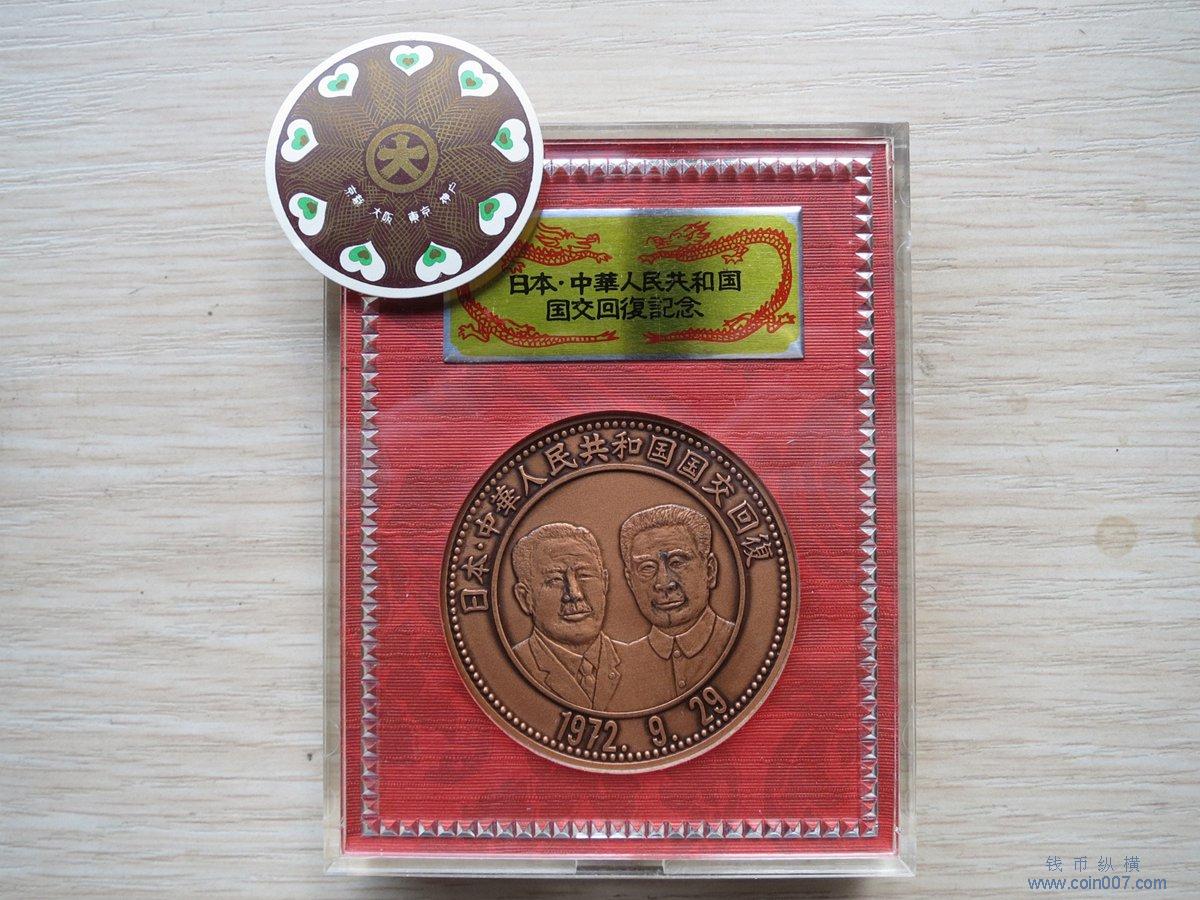 大
京都 大阪 東京 神戸
日本・中華人民共和国
国交回復記念
日本・中華人民共和国国交回復
1972. 9. 29
钱币纵横
www.coin007.com